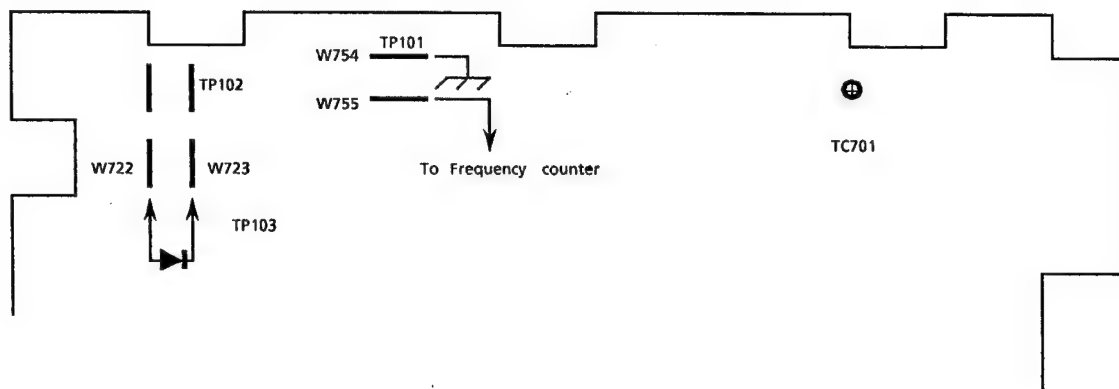 W754
TP101
TP102
W755
TC701
W722
W723
To Frequency counter
TP103